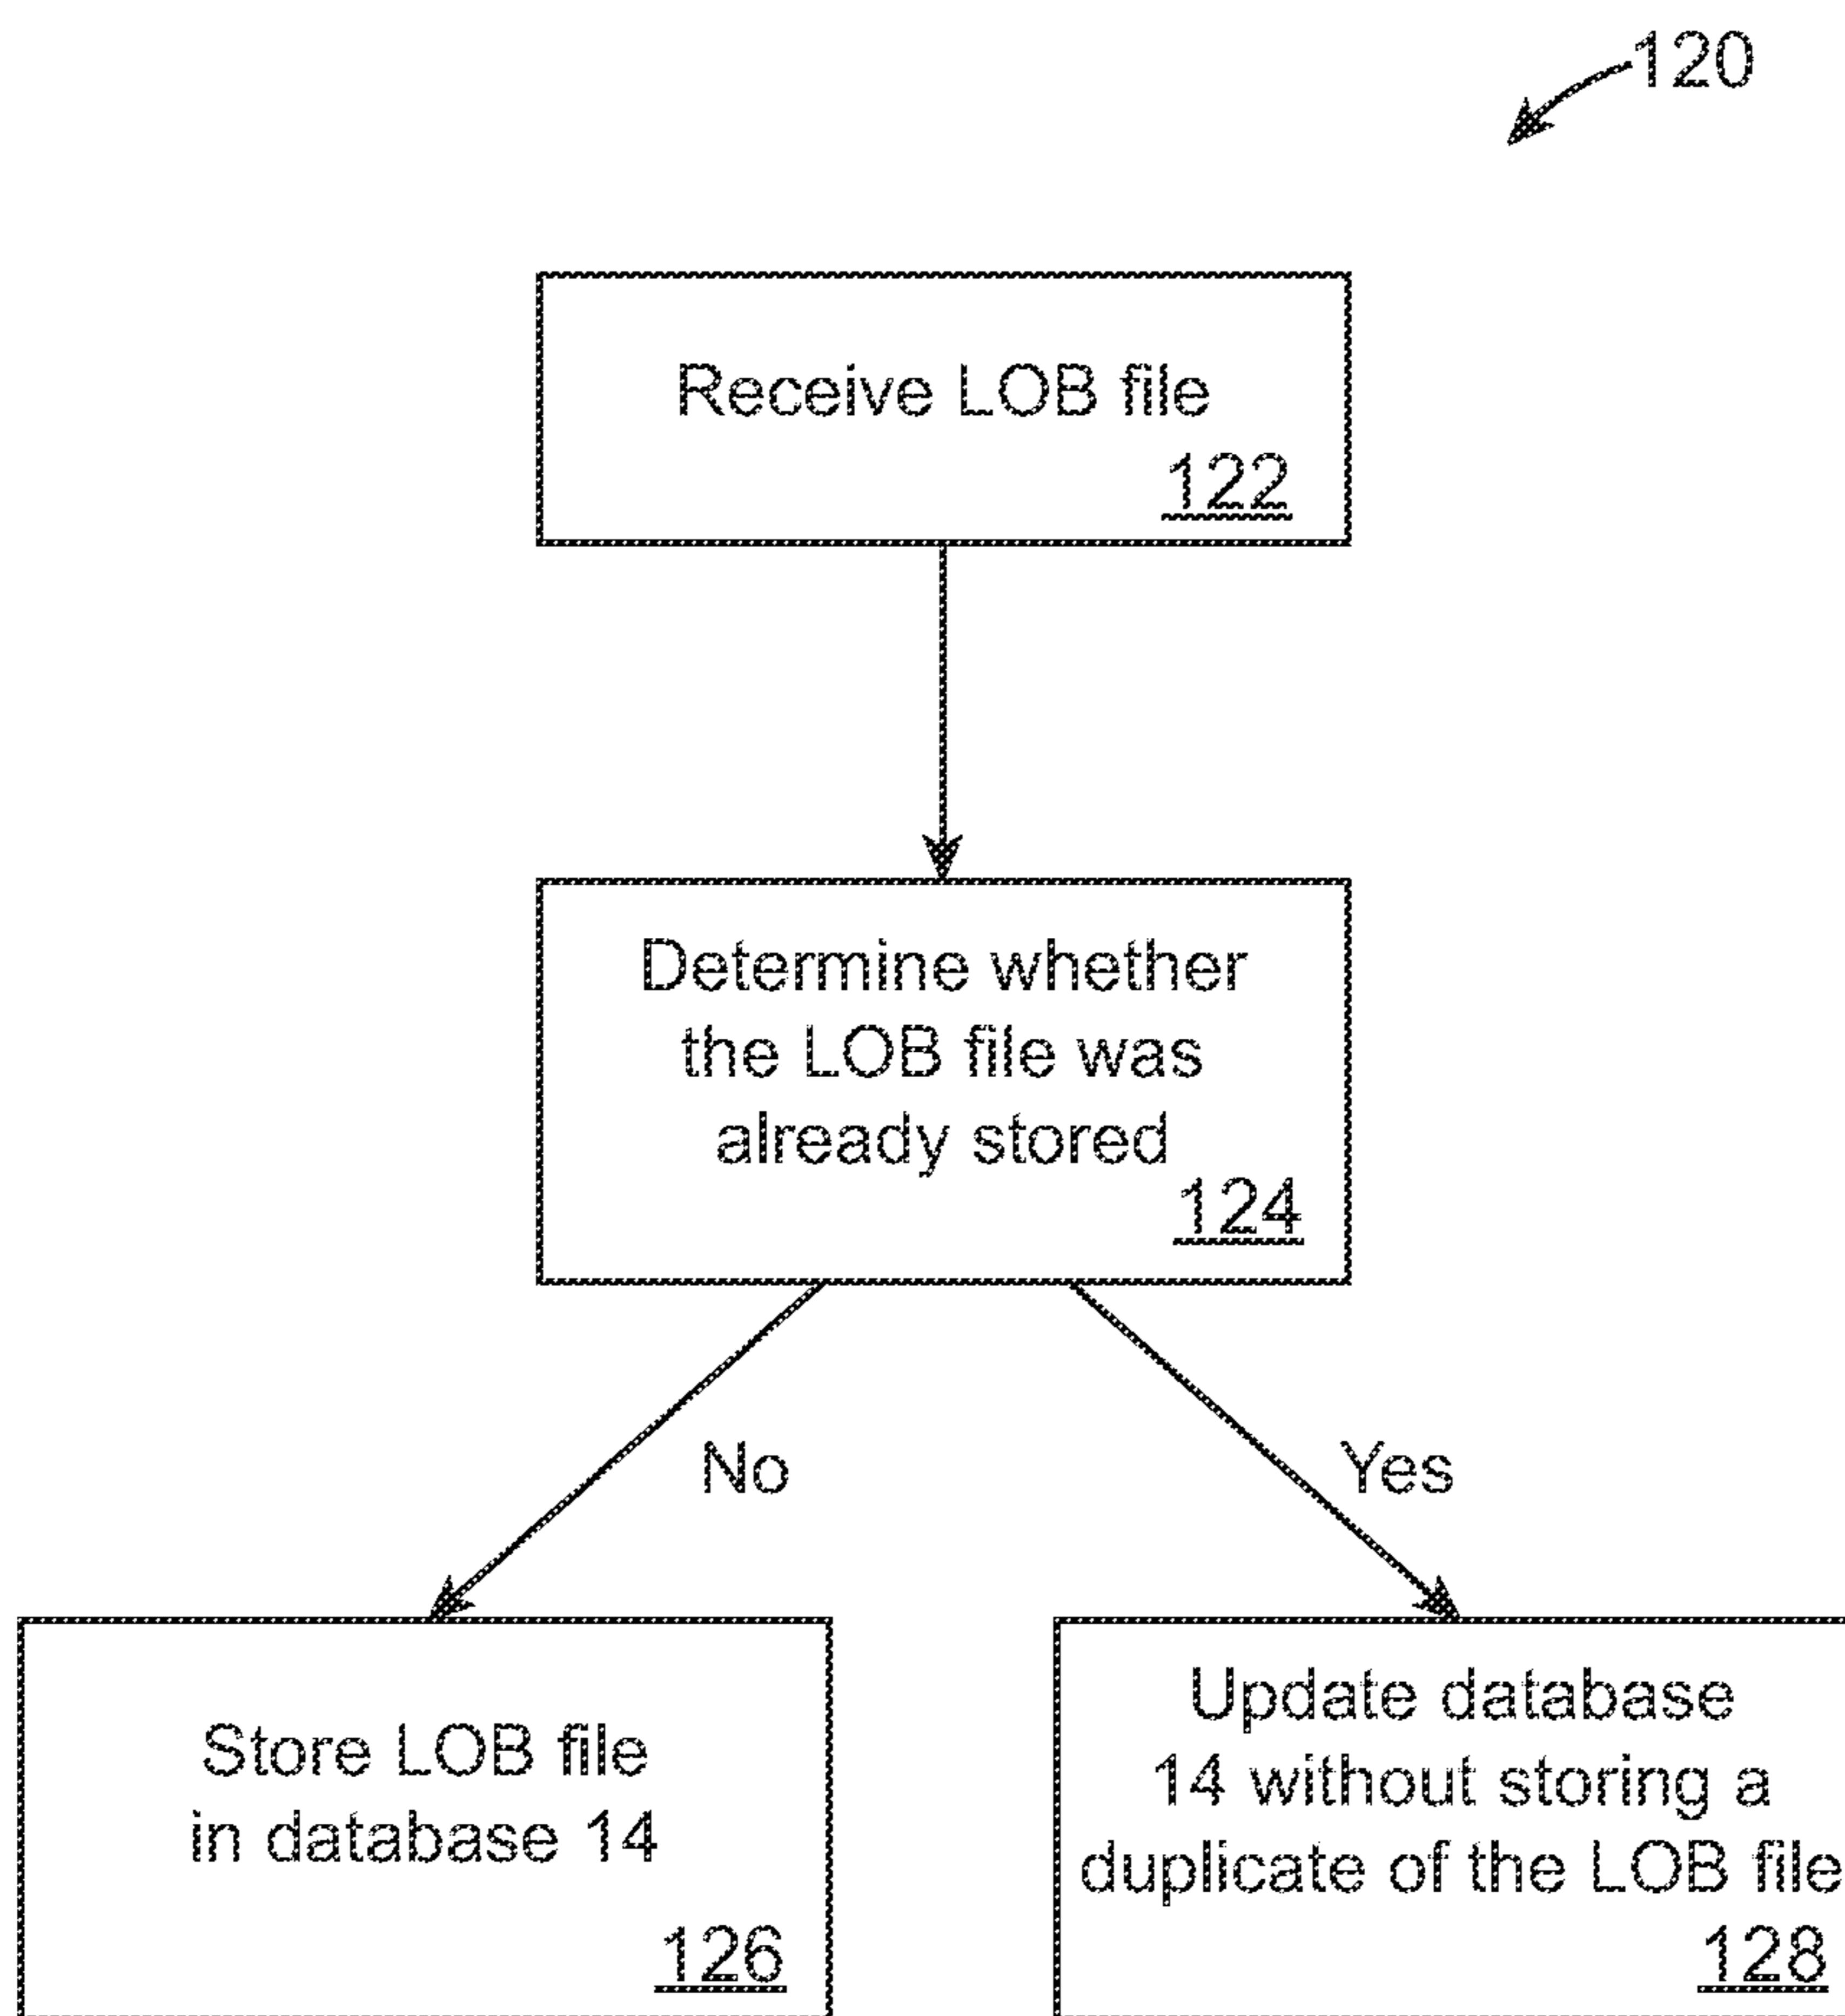 120
Receive LOB file
122
Determine whether
the LOB file was
already stored
124
No
Yes
Store LOB file
in database 14
126
Update database
14 without storing a
duplicate of the LOB file
128